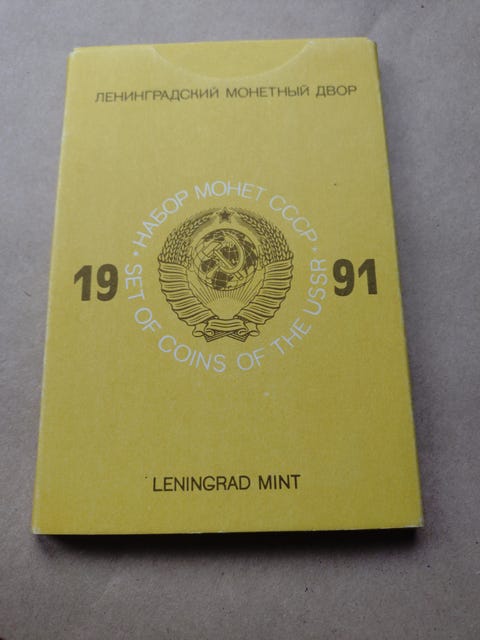 ЛЕНИНГРАДСКИЙ МОНЕТНЫЙ ДВОР
• НАБОР МОНЕТ СССР •
19 91
SET OF COINS OF THE USSR
LENINGRAD MINT